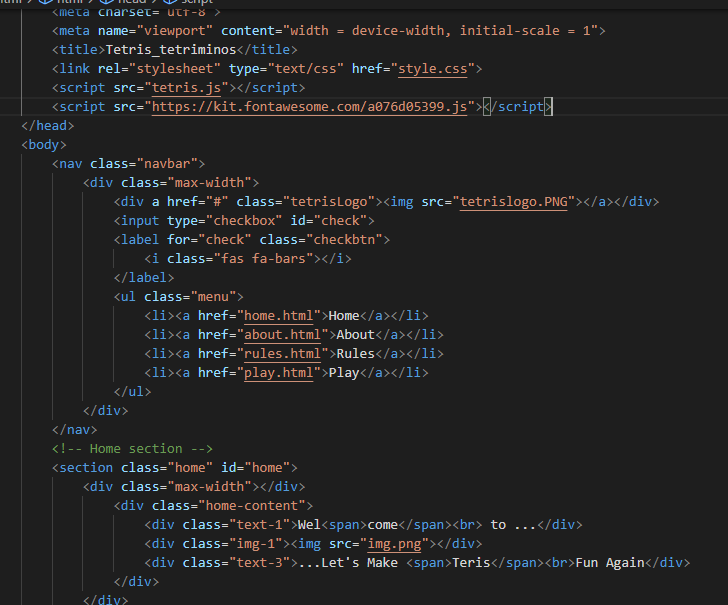 <meta charset="utf-8">
<meta name="viewport" content="width = device-width, initial-scale = 1">
<title>Tetris_tetriminos</title>
<link rel="stylesheet" type="text/css" href="style.css">
<script src="tetris.js"></script>
<script src="https://kit.fontawesome.com/a076d05399.js"></script>
</head>
<body>
<nav class="navbar">
<div class="max-width">
<div a href="#" class="tetrisLogo"><img src="tetrislogo.PNG"></a></div>
<input type="checkbox" id="check">
<label for="check" class="checkbtn">
<i class="fas fa-bars"></i>
</label>
<ul class="menu">
<li><a href="home.html">Home</a></li>
<li><a href="about.html">About</a></li>
<li><a href="rules.html">Rules</a></li>
<li><a href="play.html">Play</a></li>
</ul>
</div>
</nav>
<!-- Home section -->
<section class="home" id="home">
<div class="max-width"></div>
<div class="home-content">
<div class="text-1">Wel<span>come</span><br> to ...</div>
<div class="img-1"><img src="img.png"></div>
<div class="text-3">...Let's Make <span>Teris</span><br>Fun Again</div>
</div>
</div>